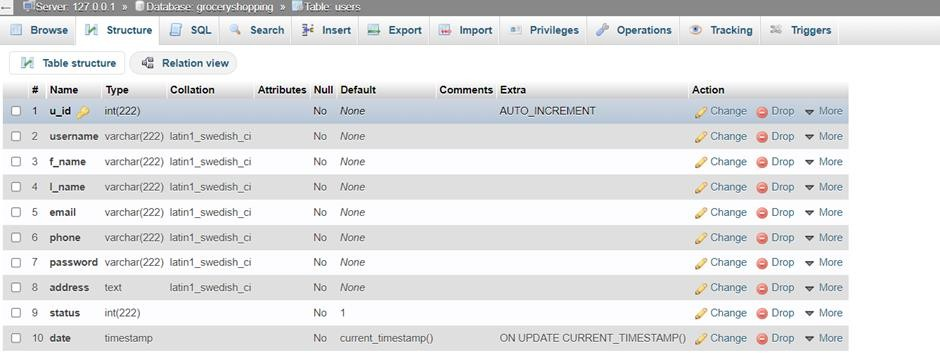 Server: 127.0.0.1 » Database: groceryshopping » Table: users
Browse Structure SQL Search Insert Export Import Privileges Operations Tracking Triggers
Table structure Relation view
# Name Type Collation Attributes Null Default Comments Extra Action
1 u_id int(222) No None AUTO_INCREMENT Change Drop More
2 username varchar(222) latin1_swedish_ci No None Change Drop More
3 f_name varchar(222) latin1_swedish_ci No None Change Drop More
4 l_name varchar(222) latin1_swedish_ci No None Change Drop More
5 email varchar(222) latin1_swedish_ci No None Change Drop More
6 phone varchar(222) latin1_swedish_ci No None Change Drop More
7 password varchar(222) latin1_swedish_ci No None Change Drop More
8 address text latin1_swedish_ci No None Change Drop More
9 status int(222) No 1 Change Drop More
10 date timestamp No current_timestamp() ON UPDATE CURRENT_TIMESTAMP() Change Drop More